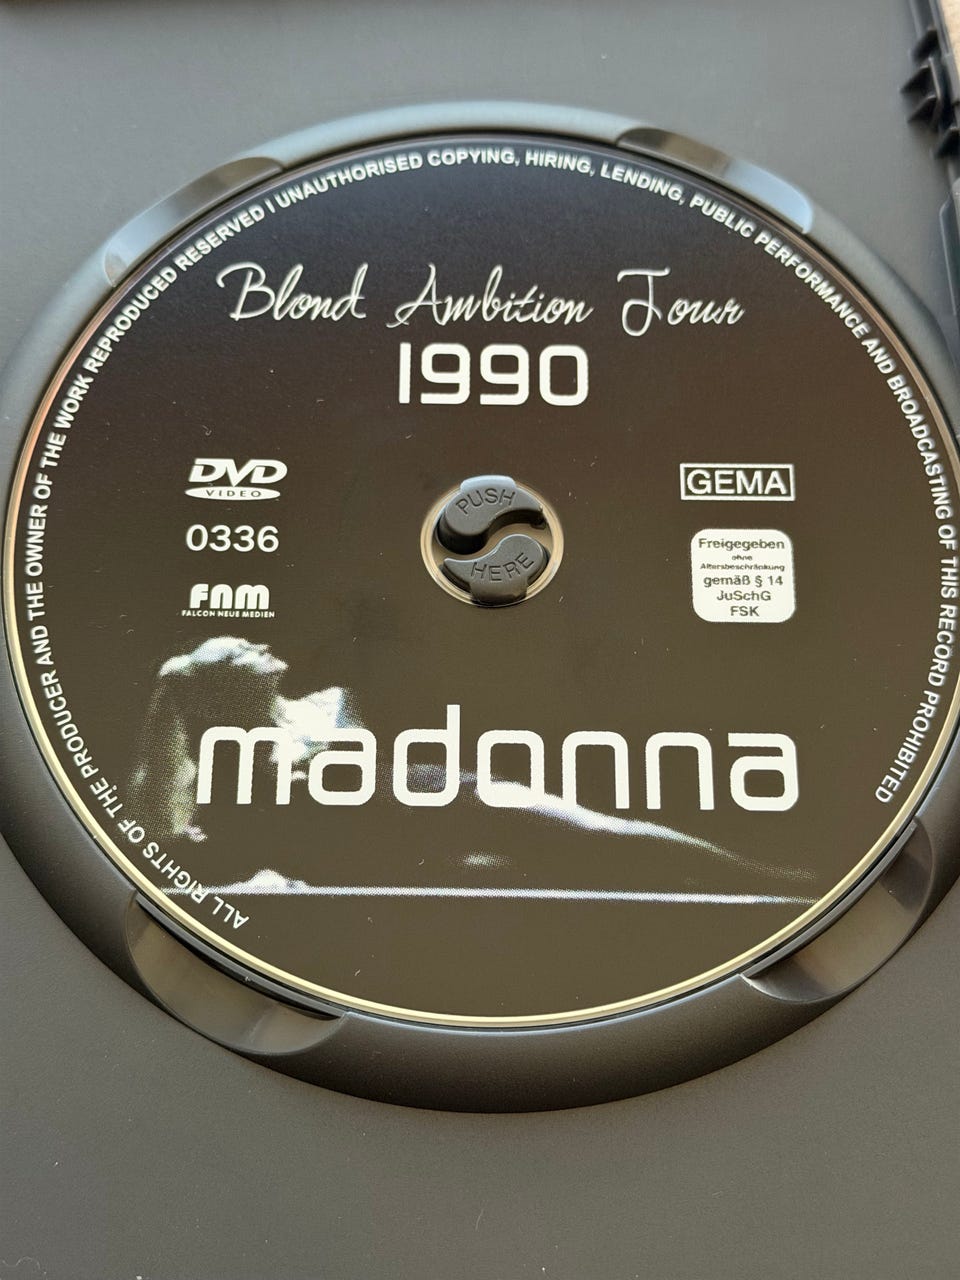 ALL RIGHTS OF THE PRODUCER AND THE OWNER OF THE WORK REPRODUCED RESERVED I UNAUTHORISED COPYING, HIRING, LENDING, PUBLIC PERFORMANCE AND BROADCASTING OF THIS RECORD PROHIBITED
Blond Ambition Tour
1990
DVD
VIDEO
0336
FNM
FALCON NEUE MEDIEN
PUSH
HERE
GEMA
Freigegeben
ohne
Altersbeschränkung
gemäß § 14
JuSchG
FSK
madonna